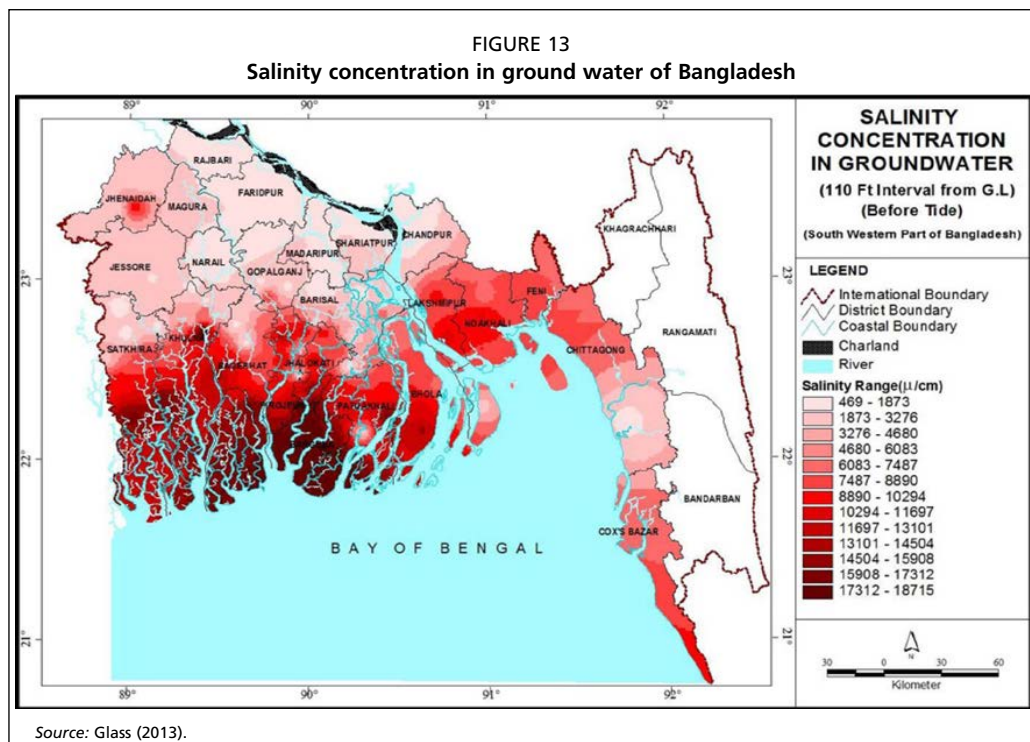 FIGURE 13
Salinity concentration in ground water of Bangladesh
89°
90°
91°
92°
RAJBARI
FARIDPUR
JHENAIDAH
MAGURA
SHARIATPUR
CHANDPUR
KHAGRACHHARI
MADARIPUR
NARAIL
JESSORE
GOPALGANJ
23°
23°
BARISAL
LAKSHMIPUR
FENI
RANGAMATI
NOAKHALI
KHULNA
SATKHIRA
CHITTAGONG
BAGERHAT
JHALOKATI
BHOLA
PIROJPUR
PATUAKHALI
22°
22°
BANDARBAN
COX'S BAZAR
BAY OF BENGAL
21°
21°
89°
90°
91°
92°
SALINITY
CONCENTRATION
IN GROUNDWATER
(110 Ft Interval from G.L)
(Before Tide)
(South Western Part of Bangladesh)
LEGEND
International Boundary
District Boundary
Coastal Boundary
Charland
River
Salinity Range(µ/cm)
469 - 1873
1873 - 3276
3276 - 4680
4680 - 6083
6083 - 7487
7487 - 8890
8890 - 10294
10294 - 11697
11697 - 13101
13101 - 14504
14504 - 15908
15908 - 17312
17312 - 18715
N
30 0 30 60
Kilometer
Source: Glass (2013).